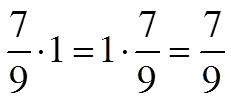 7/9 · 1 = 1 · 7/9 = 7/9